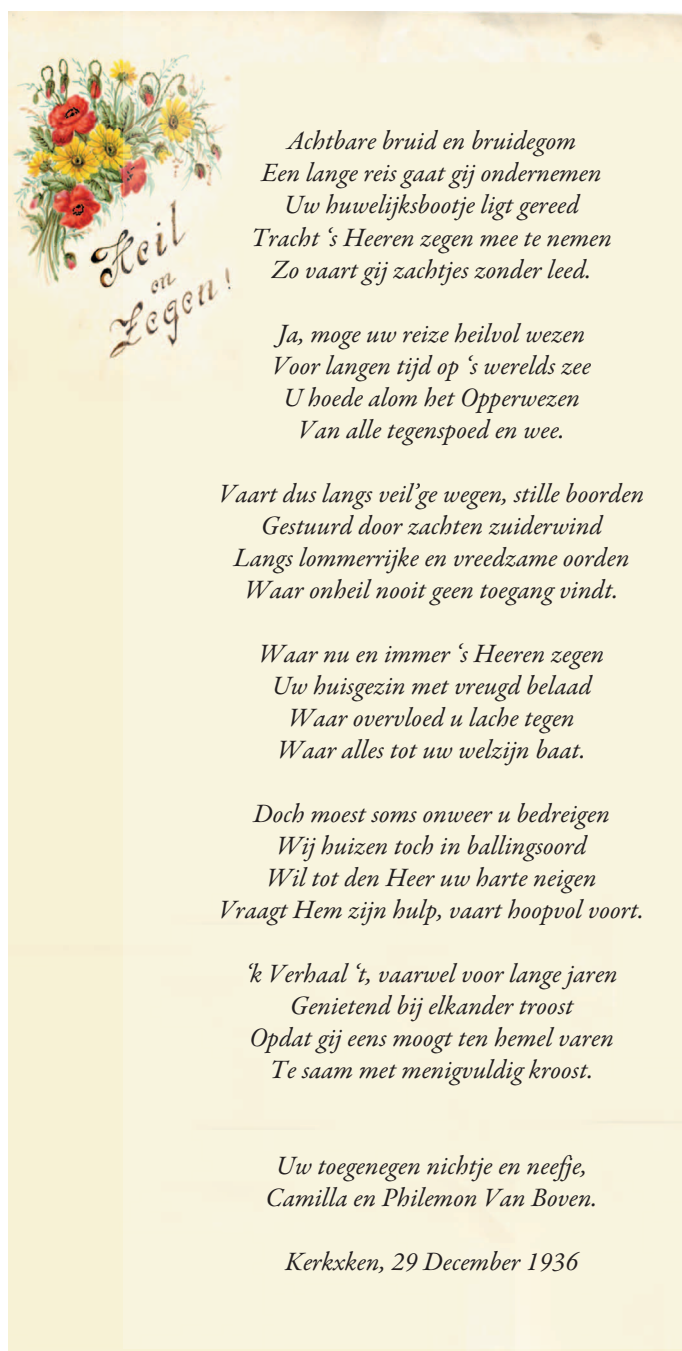 Heil
en
Zegen!
Achtbare bruid en bruidegom
Een lange reis gaat gij ondernemen
Uw huwelijksbootje ligt gereed
Tracht ‘s Heeren zegen mee te nemen
Zo vaart gij zachtjes zonder leed.
Ja, moge uw reize heilvol wezen
Voor langen tijd op ‘s werelds zee
U hoede alom het Opperwezen
Van alle tegenspoed en wee.
Vaart dus langs veil’ge wegen, stille boorden
Gestuurd door zachten zuiderwind
Langs lommerrijke en vreedzame oorden
Waar onheil nooit geen toegang vindt.
Waar nu en immer ‘s Heeren zegen
Uw huisgezin met vreugd belaad
Waar overvloed u lache tegen
Waar alles tot uw welzijn baat.
Doch moest soms onweer u bedreigen
Wij huizen toch in ballingsoord
Wil tot den Heer uw harte neigen
Vraagt Hem zijn hulp, vaart hoopvol voort.
‘k Verhaal ‘t, vaarwel voor lange jaren
Genietend bij elkander troost
Opdat gij eens moogt ten hemel varen
Te saam met menigvuldig kroost.
Uw toegenegen nichtje en neefje,
Camilla en Philemon Van Boven.
Kerkxken, 29 December 1936